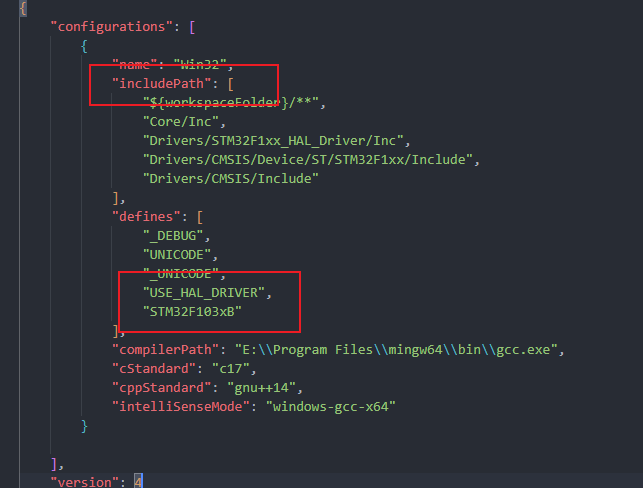 {
"configurations": [
{
"name": "Win32",
"includePath": [
"${workspaceFolder}/**",
"Core/Inc",
"Drivers/STM32F1xx_HAL_Driver/Inc",
"Drivers/CMSIS/Device/ST/STM32F1xx/Include",
"Drivers/CMSIS/Include"
],
"defines": [
"_DEBUG",
"UNICODE",
"_UNICODE",
"USE_HAL_DRIVER",
"STM32F103xB"
],
"compilerPath": "E:\\Program Files\\mingw64\\bin\\gcc.exe",
"cStandard": "c17",
"cppStandard": "gnu++14",
"intelliSenseMode": "windows-gcc-x64"
}
],
"version": 4